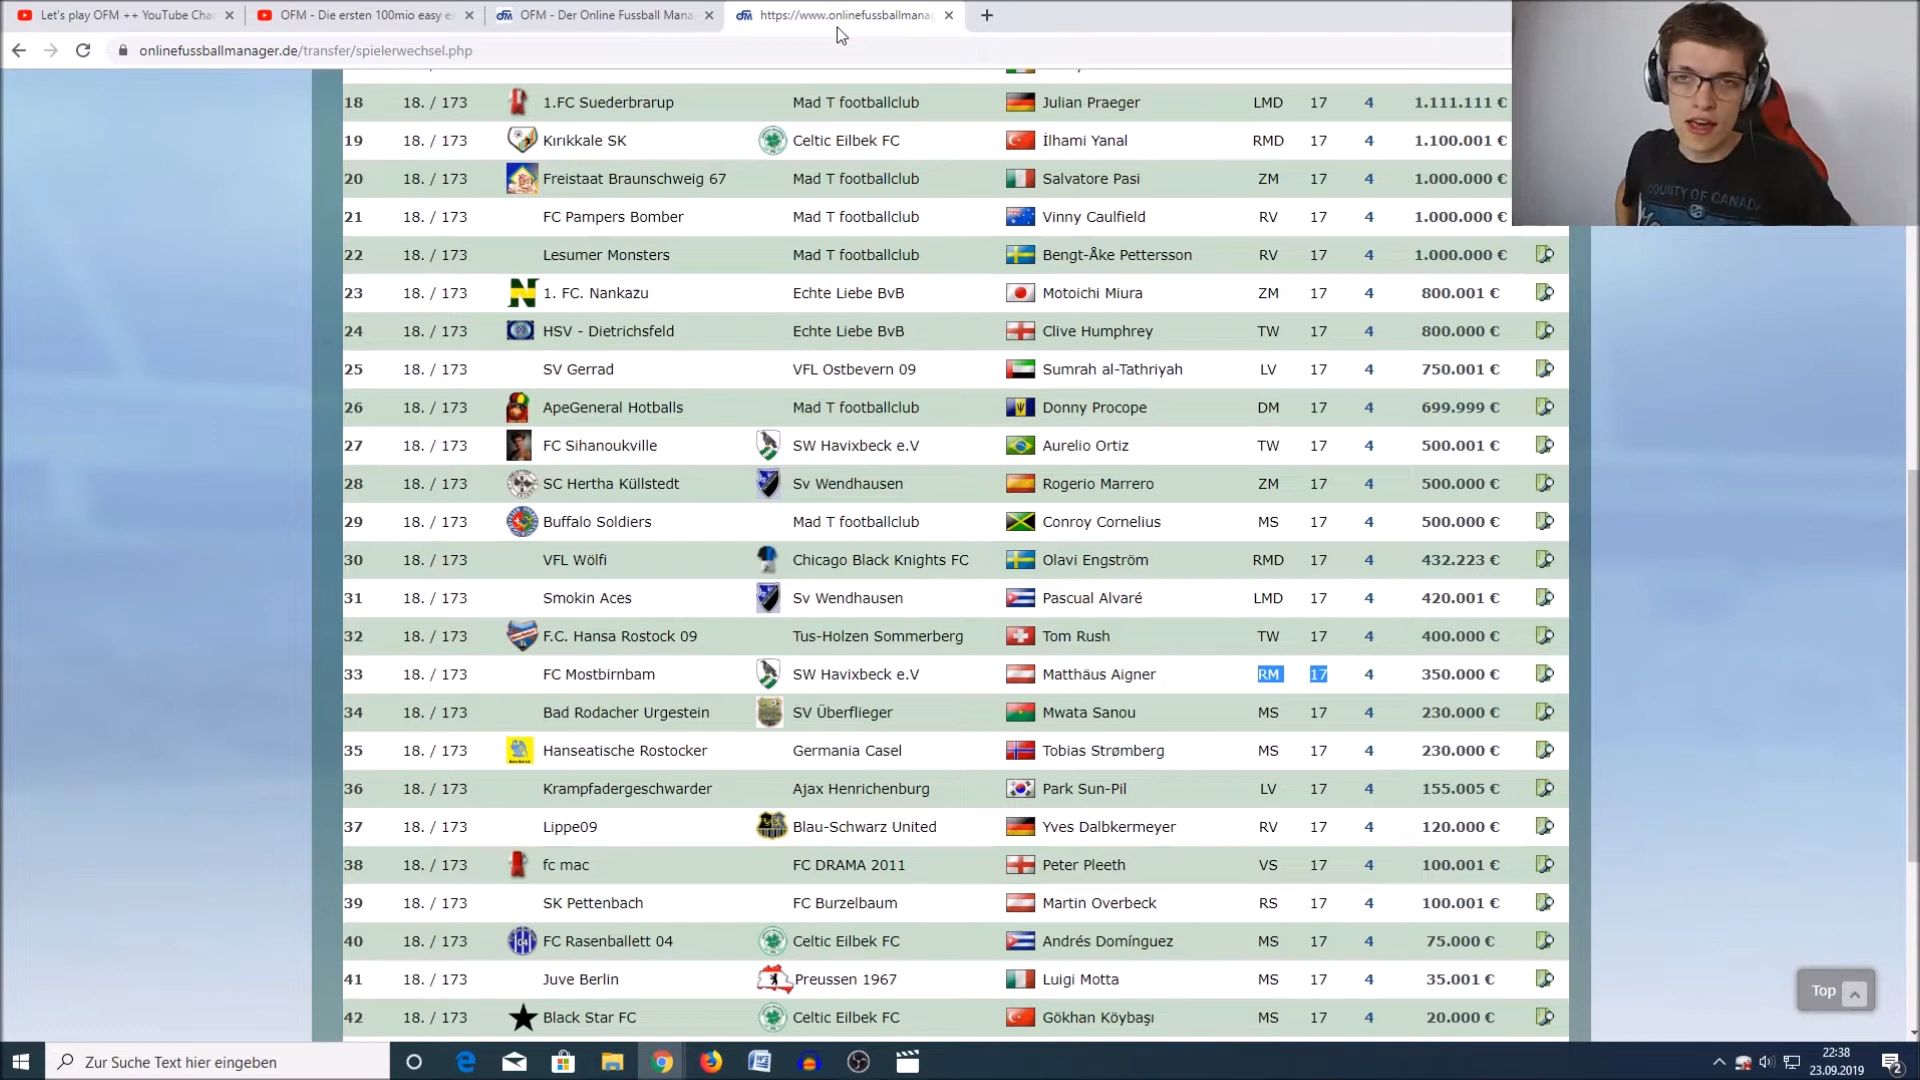 Let's play OFM ++ YouTube Cha
OFM - Die ersten 100mio easy e
OFM - Der Online Fussball Mana
https://www.onlinefussballmanag
onlinefussballmanager.de/transfer/spielerwechsel.php
18 18. / 173 1.FC Suederbrarup Mad T footballclub Julian Praeger LMD 17 4 1.111.111 €
19 18. / 173 Kırıkkale SK Celtic Eilbek FC İlhami Yanal RMD 17 4 1.100.001 €
20 18. / 173 Freistaat Braunschweig 67 Mad T footballclub Salvatore Pasi ZM 17 4 1.000.000 €
21 18. / 173 FC Pampers Bomber Mad T footballclub Vinny Caulfield RV 17 4 1.000.000 €
22 18. / 173 Lesumer Monsters Mad T footballclub Bengt-Åke Pettersson RV 17 4 1.000.000 €
23 18. / 173 1. FC. Nankazu Echte Liebe BvB Motoichi Miura ZM 17 4 800.001 €
24 18. / 173 HSV - Dietrichsfeld Echte Liebe BvB Clive Humphrey TW 17 4 800.000 €
25 18. / 173 SV Gerrad VFL Ostbevern 09 Sumrah al-Tathriyah LV 17 4 750.001 €
26 18. / 173 ApeGeneral Hotballs Mad T footballclub Donny Procope DM 17 4 699.999 €
27 18. / 173 FC Sihanoukville SW Havixbeck e.V Aurelio Ortiz TW 17 4 500.001 €
28 18. / 173 SC Hertha Küllstedt Sv Wendhausen Rogerio Marrero ZM 17 4 500.000 €
29 18. / 173 Buffalo Soldiers Mad T footballclub Conroy Cornelius MS 17 4 500.000 €
30 18. / 173 VFL Wölfi Chicago Black Knights FC Olavi Engström RMD 17 4 432.223 €
31 18. / 173 Smokin Aces Sv Wendhausen Pascual Alvaré LMD 17 4 420.001 €
32 18. / 173 F.C. Hansa Rostock 09 Tus-Holzen Sommerberg Tom Rush TW 17 4 400.000 €
33 18. / 173 FC Mostbirnbam SW Havixbeck e.V Matthäus Aigner RM 17 4 350.000 €
34 18. / 173 Bad Rodacher Urgestein SV Überflieger Mwata Sanou MS 17 4 230.000 €
35 18. / 173 Hanseatische Rostocker Germania Casel Tobias Strømberg MS 17 4 230.000 €
36 18. / 173 Krampfadergeschwarder Ajax Henrichenburg Park Sun-Pil LV 17 4 155.005 €
37 18. / 173 Lippe09 Blau-Schwarz United Yves Dalbkermeyer RV 17 4 120.000 €
38 18. / 173 fc mac FC DRAMA 2011 Peter Pleeth VS 17 4 100.001 €
39 18. / 173 SK Pettenbach FC Burzelbaum Martin Overbeck RS 17 4 100.001 €
40 18. / 173 FC Rasenballett 04 Celtic Eilbek FC Andrés Domínguez MS 17 4 75.000 €
41 18. / 173 Juve Berlin Preussen 1967 Luigi Motta MS 17 4 35.001 €
42 18. / 173 Black Star FC Celtic Eilbek FC Gökhan Köybaşı MS 17 4 20.000 €
COUNTY OF CANADA
Top
Zur Suche Text hier eingeben
22:38
23.09.2019
2